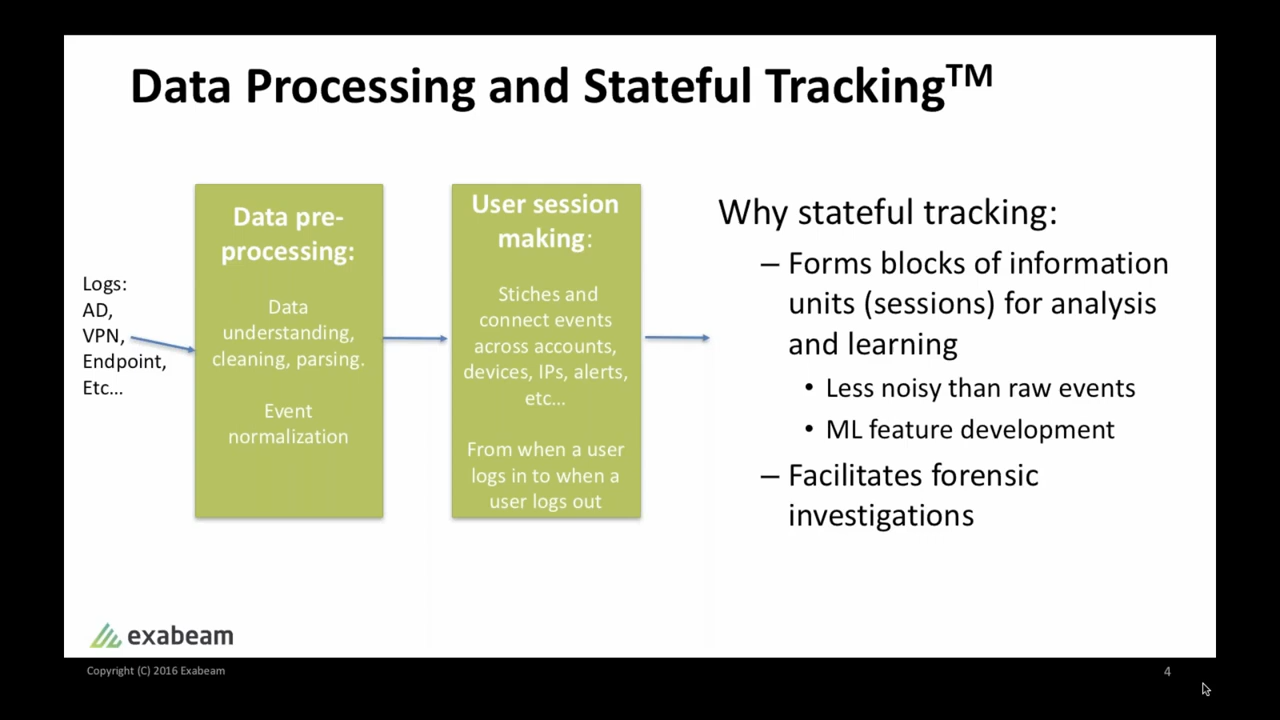 Data Processing and Stateful Tracking™
Logs:
AD,
VPN,
Endpoint,
Etc...
Data pre-
processing:
Data
understanding,
cleaning, parsing.
Event
normalization
User session
making:
Stiches and
connect events
across accounts,
devices, IPs, alerts,
etc...
From when a user
logs in to when a
user logs out
Why stateful tracking:
– Forms blocks of information
units (sessions) for analysis
and learning
• Less noisy than raw events
• ML feature development
– Facilitates forensic
investigations
exabeam
Copyright (C) 2016 Exabeam
4